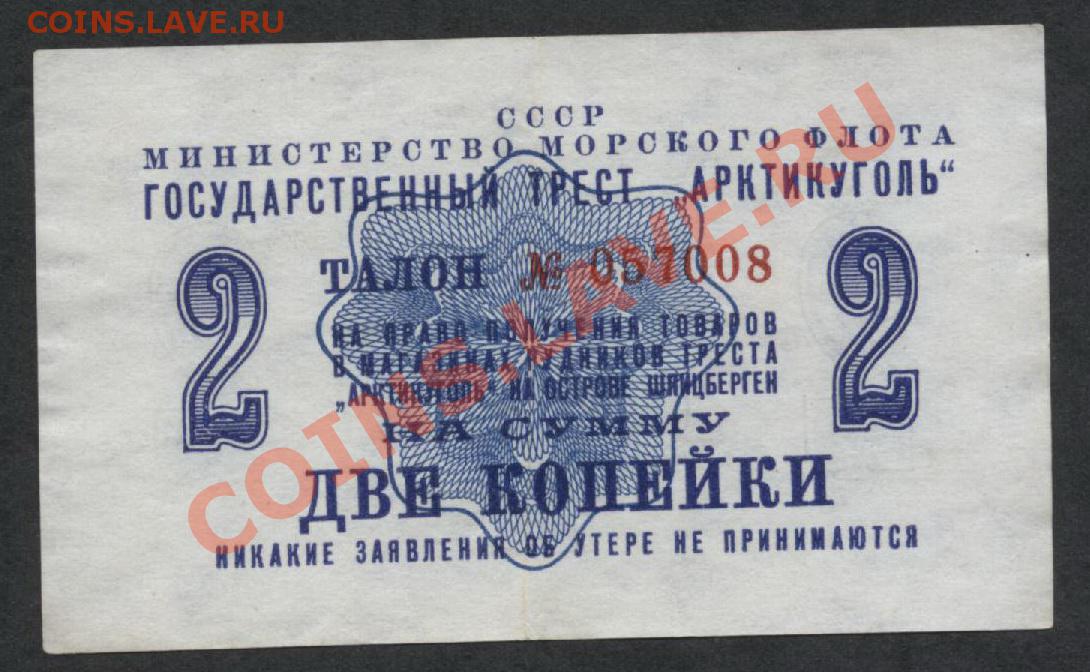 COINS.LAVE.RU
СССР
МИНИСТЕРСТВО МОРСКОГО ФЛОТА
ГОСУДАРСТВЕННЫЙ ТРЕСТ „АРКТИКУГОЛЬ“
2 ТАЛОН № 057008 2
НА ПРАВО ПОЛУЧЕНИЯ ТОВАРОВ
В МАГАЗИНАХ РУДНИКОВ ТРЕСТА
„АРКТИКУГОЛЬ“ НА ОСТРОВЕ ШПИЦБЕРГЕН
НА СУММУ
ДВЕ КОПЕЙКИ
НИКАКИЕ ЗАЯВЛЕНИЯ ОБ УТЕРЕ НЕ ПРИНИМАЮТСЯ
COINS.LAVE.RU